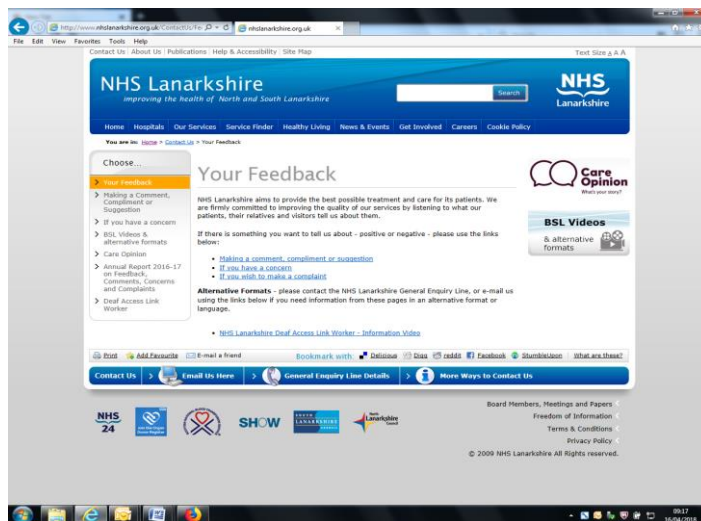 http://www.nhslanarkshire.org.uk/ContactUs/Fe
nhslanarkshire.org.uk
File Edit View Favorites Tools Help
Contact Us | About Us | Publications | Help & Accessibility | Site Map
Text Size A A A
NHS Lanarkshire
improving the health of North and South Lanarkshire
Search
NHS
Lanarkshire
Home Hospitals Our Services Service Finder Healthy Living News & Events Get Involved Careers Cookie Policy
You are in: Home > Contact Us > Your Feedback
Choose...
Your Feedback
Making a Comment,
Compliment or
Suggestion
If you have a concern
BSL Videos &
alternative formats
Care Opinion
Annual Report 2016-17
on Feedback,
Comments, Concerns
and Complaints
Deaf Access Link
Worker
Your Feedback
NHS Lanarkshire aims to provide the best possible treatment and care for its patients. We
are firmly committed to improving the quality of our services by listening to what our
patients, their relatives and visitors tell us about them.
If there is something you want to tell us about - positive or negative - please use the links
below:
Making a comment, compliment or suggestion
If you have a concern
If you wish to make a complaint
Alternative Formats - please contact the NHS Lanarkshire General Enquiry Line, or e-mail us
using the links below if you need information from these pages in an alternative format or
language.
NHS Lanarkshire Deaf Access Link Worker - Information Video
Care
Opinion
What's your story?
BSL Videos
& alternative
formats
Print Add Favourite E-mail a friend Bookmark with: Delicious Digg reddit Facebook StumbleUpon What are these?
Contact Us > Email Us Here > General Enquiry Line Details > More Ways to Contact Us
NHS
24
SHOW
SOUTH
LANARKSHIRE
COUNCIL
North
Lanarkshire
Council
Board Members, Meetings and Papers
Freedom of Information
Terms & Conditions
Privacy Policy
© 2009 NHS Lanarkshire All Rights reserved.
09:17
16/04/2018